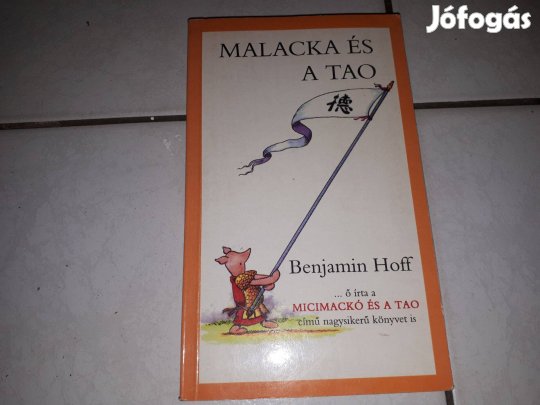 Jófogás
MALACKA ÉS
A TAO
德
Benjamin Hoff
... ő írta a
MICIMACKÓ ÉS A TAO
című nagysikerű könyvet is